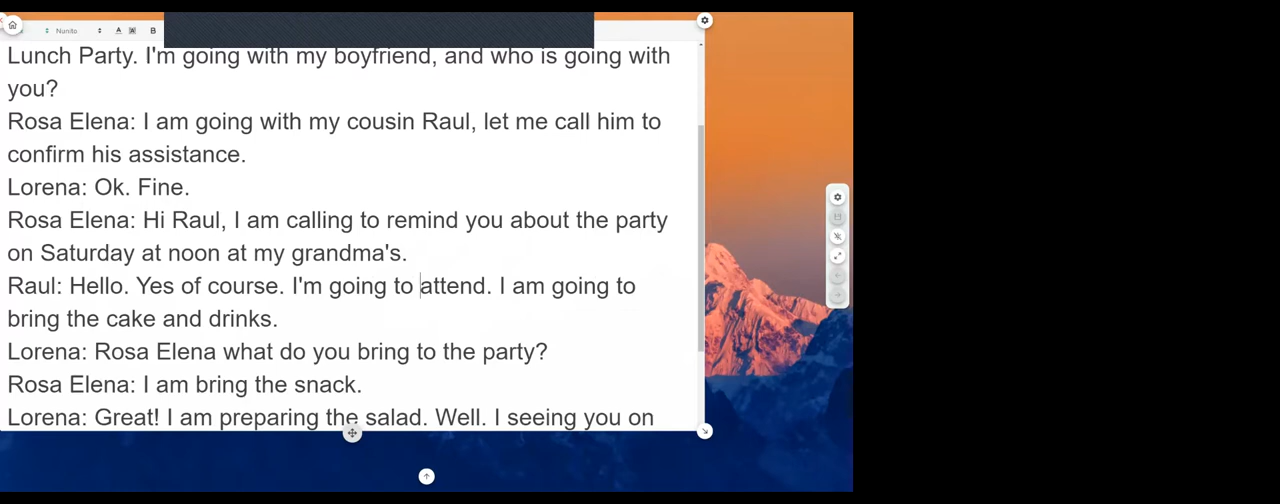 Nunito A A B
Lunch Party. I'm going with my boyfriend, and who is going with
you?
Rosa Elena: I am going with my cousin Raul, let me call him to
confirm his assistance.
Lorena: Ok. Fine.
Rosa Elena: Hi Raul, I am calling to remind you about the party
on Saturday at noon at my grandma's.
Raul: Hello. Yes of course. I'm going to attend. I am going to
bring the cake and drinks.
Lorena: Rosa Elena what do you bring to the party?
Rosa Elena: I am bring the snack.
Lorena: Great! I am preparing the salad. Well. I seeing you on